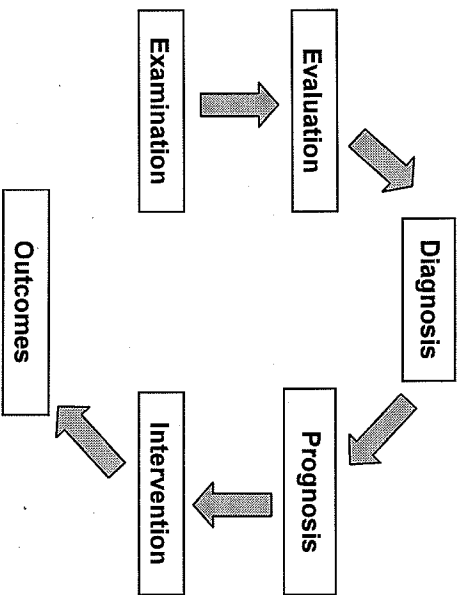 Diagnosis
Evaluation
Prognosis
Examination
Intervention
Outcomes